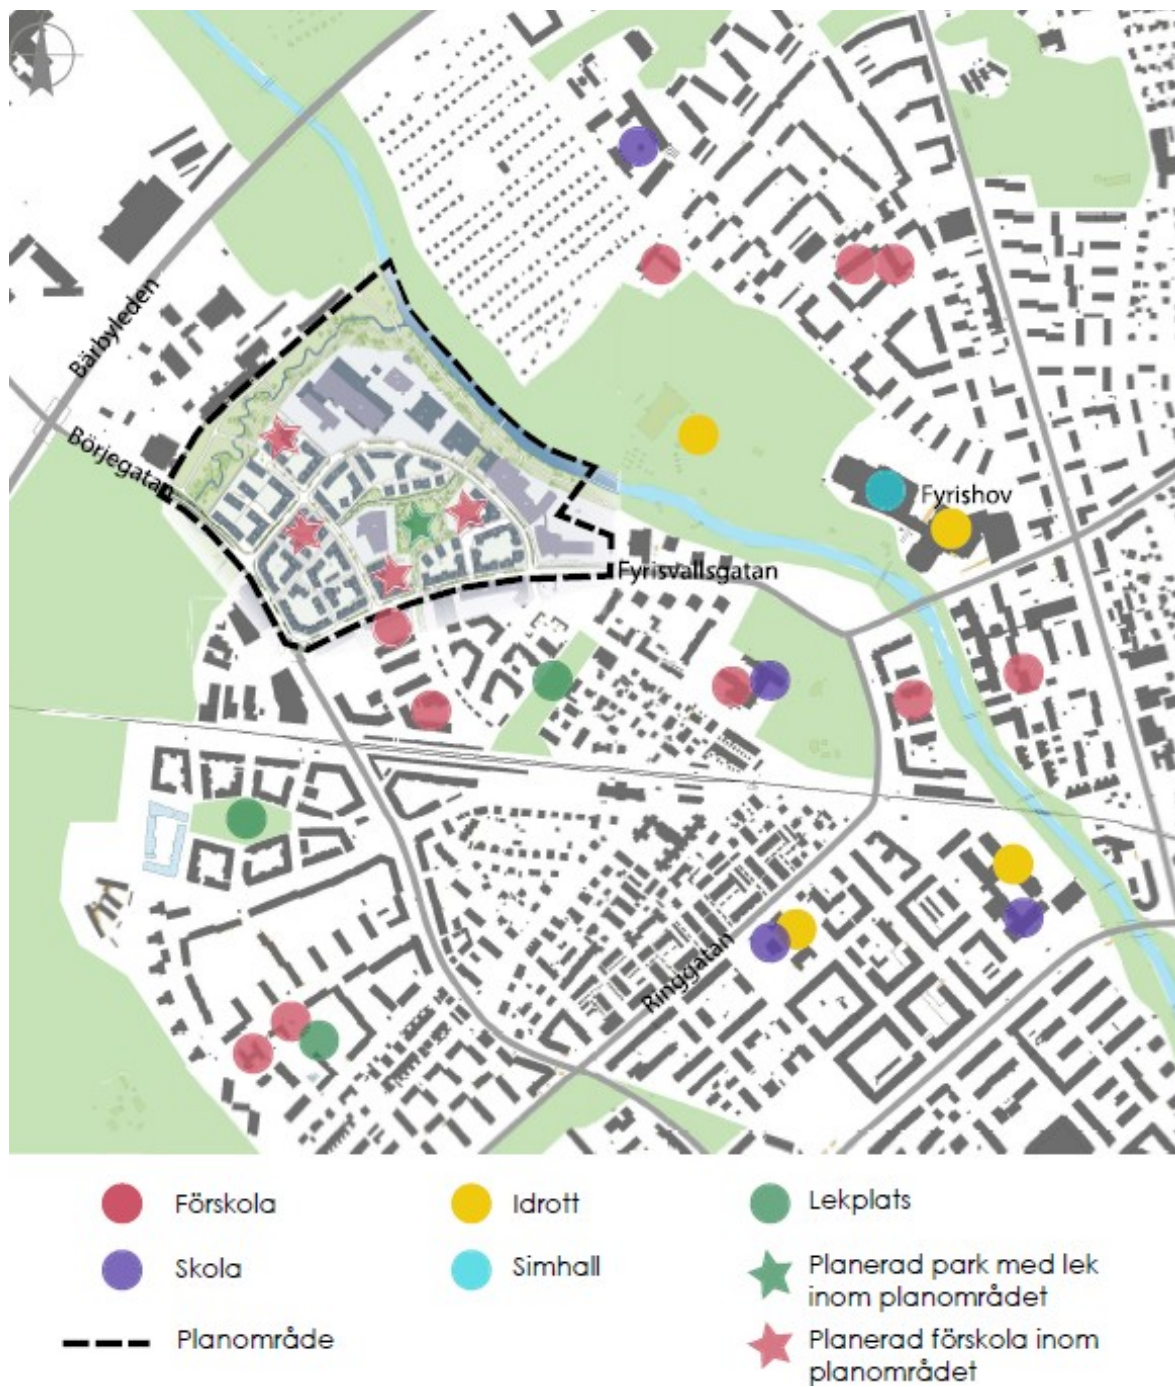 Bärbyleden
Börjegatan
Fyrishov
Fyrisvallsgatan
Ringgatan
Förskola
Idrott
Lekplats
Skola
Simhall
Planerad park med lek
inom planområdet
Planområde
Planerad förskola inom
planområdet